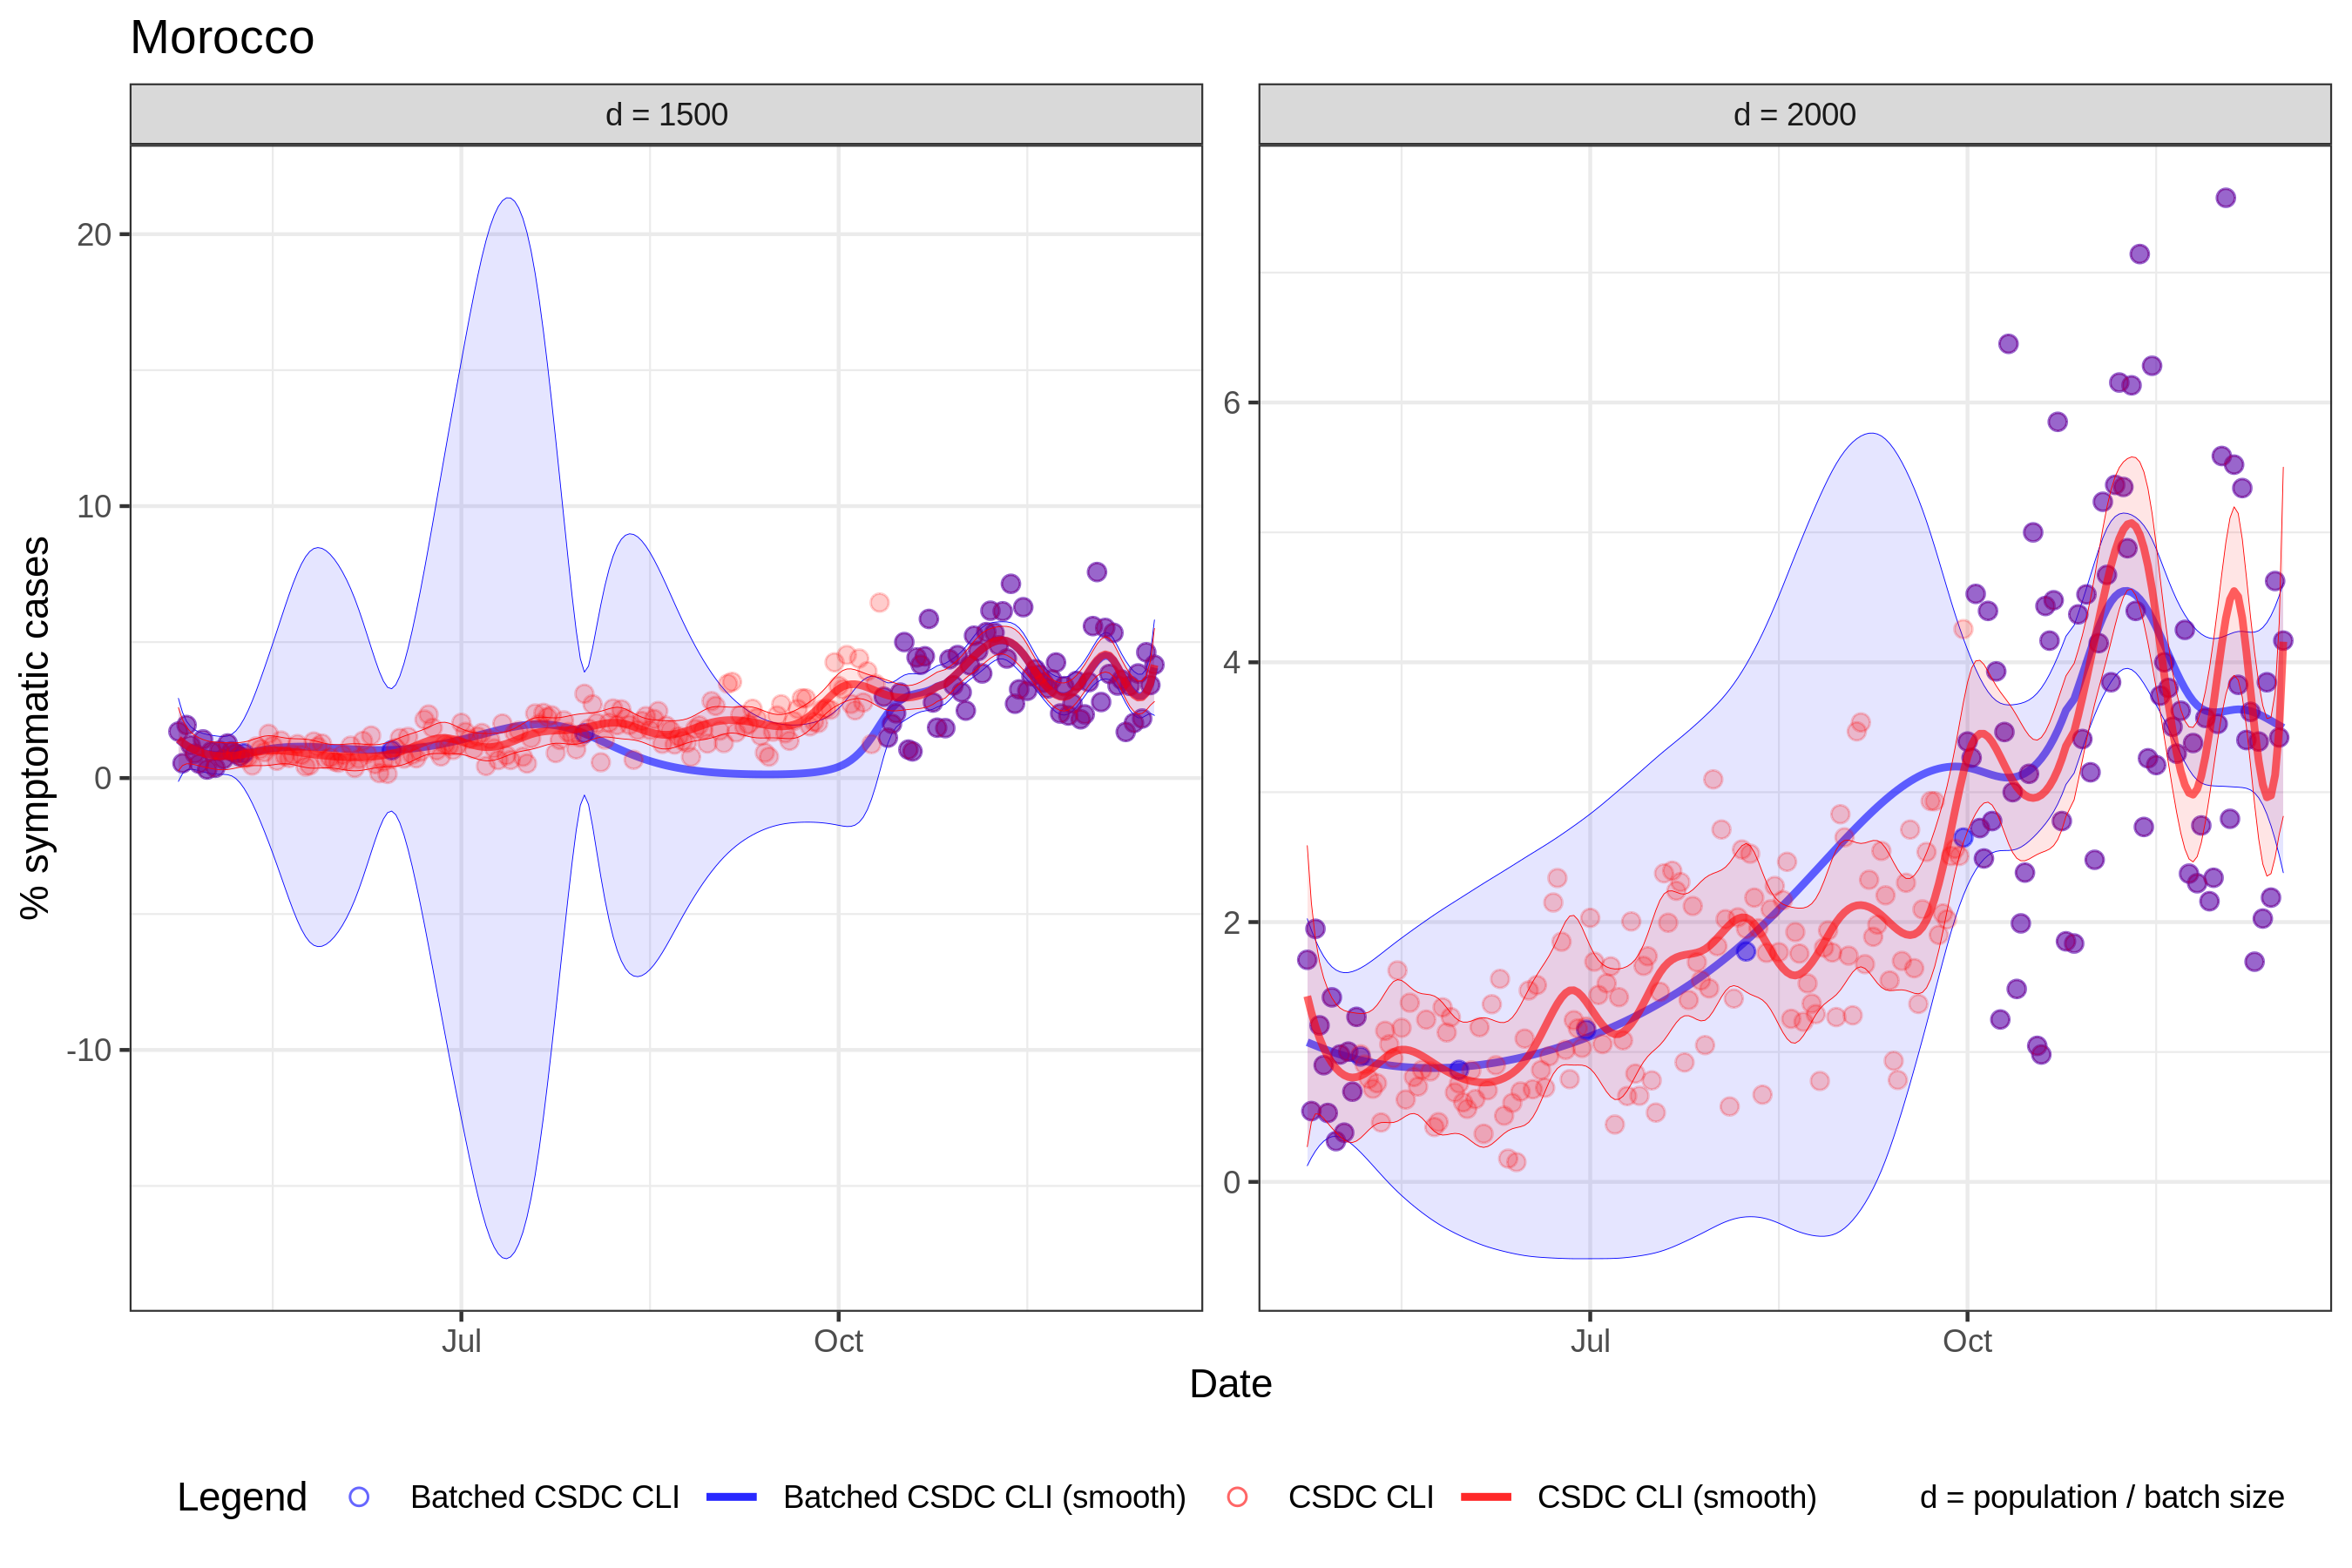 Morocco
d = 1500
d = 2000
% symptomatic cases
20
10
0
-10
6
4
2
0
Jul
Oct
Jul
Oct
Date
Legend
Batched CSDC CLI
Batched CSDC CLI (smooth)
CSDC CLI
CSDC CLI (smooth)
d = population / batch size